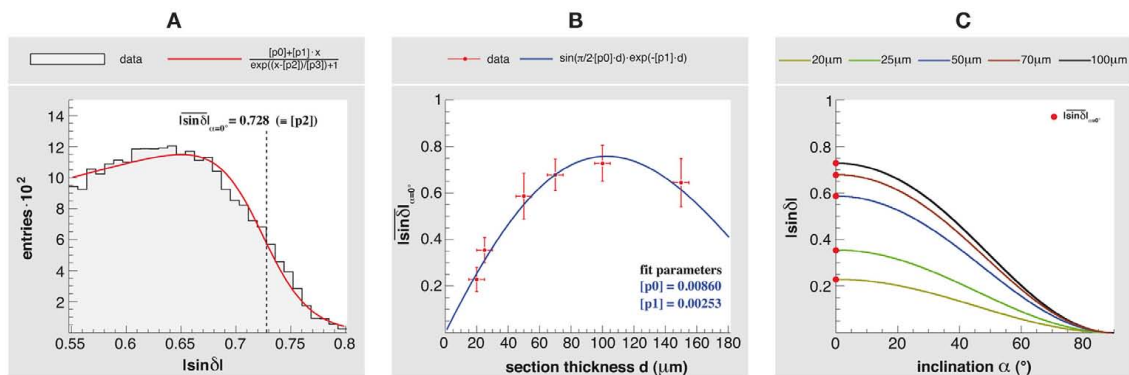 A
data
[p0]+[p1]·x
exp((x-[p2])/[p3])+1
|sinδ|α=0° = 0.728 (≡ [p2])
14
12
10
8
6
4
2
entries·10²
0.55 0.6 0.65 0.7 0.75 0.8
|sinδ|
B
data
sin(π/2·[p0]·d)·exp(-[p1]·d)
1
0.8
0.6
0.4
0.2
|sinδ|α=0°
fit parameters
[p0] = 0.00860
[p1] = 0.00253
0 20 40 60 80 100 120 140 160 180
section thickness d (μm)
C
20μm 25μm 50μm 70μm 100μm
|sinδ|α=0°
1
0.8
0.6
0.4
0.2
|sinδ|
0 20 40 60 80
inclination α (°)